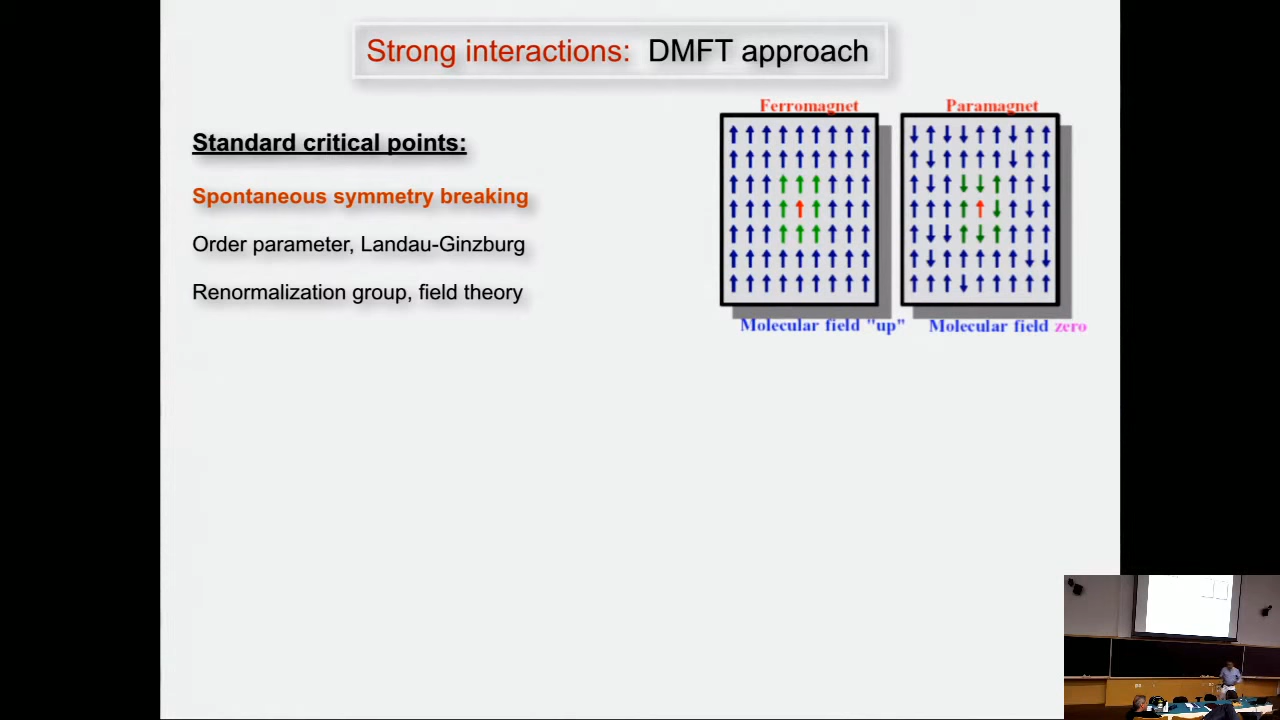 Strong interactions: DMFT approach
Standard critical points:
Spontaneous symmetry breaking
Order parameter, Landau-Ginzburg
Renormalization group, field theory
Ferromagnet
Paramagnet
Molecular field "up"
Molecular field zero